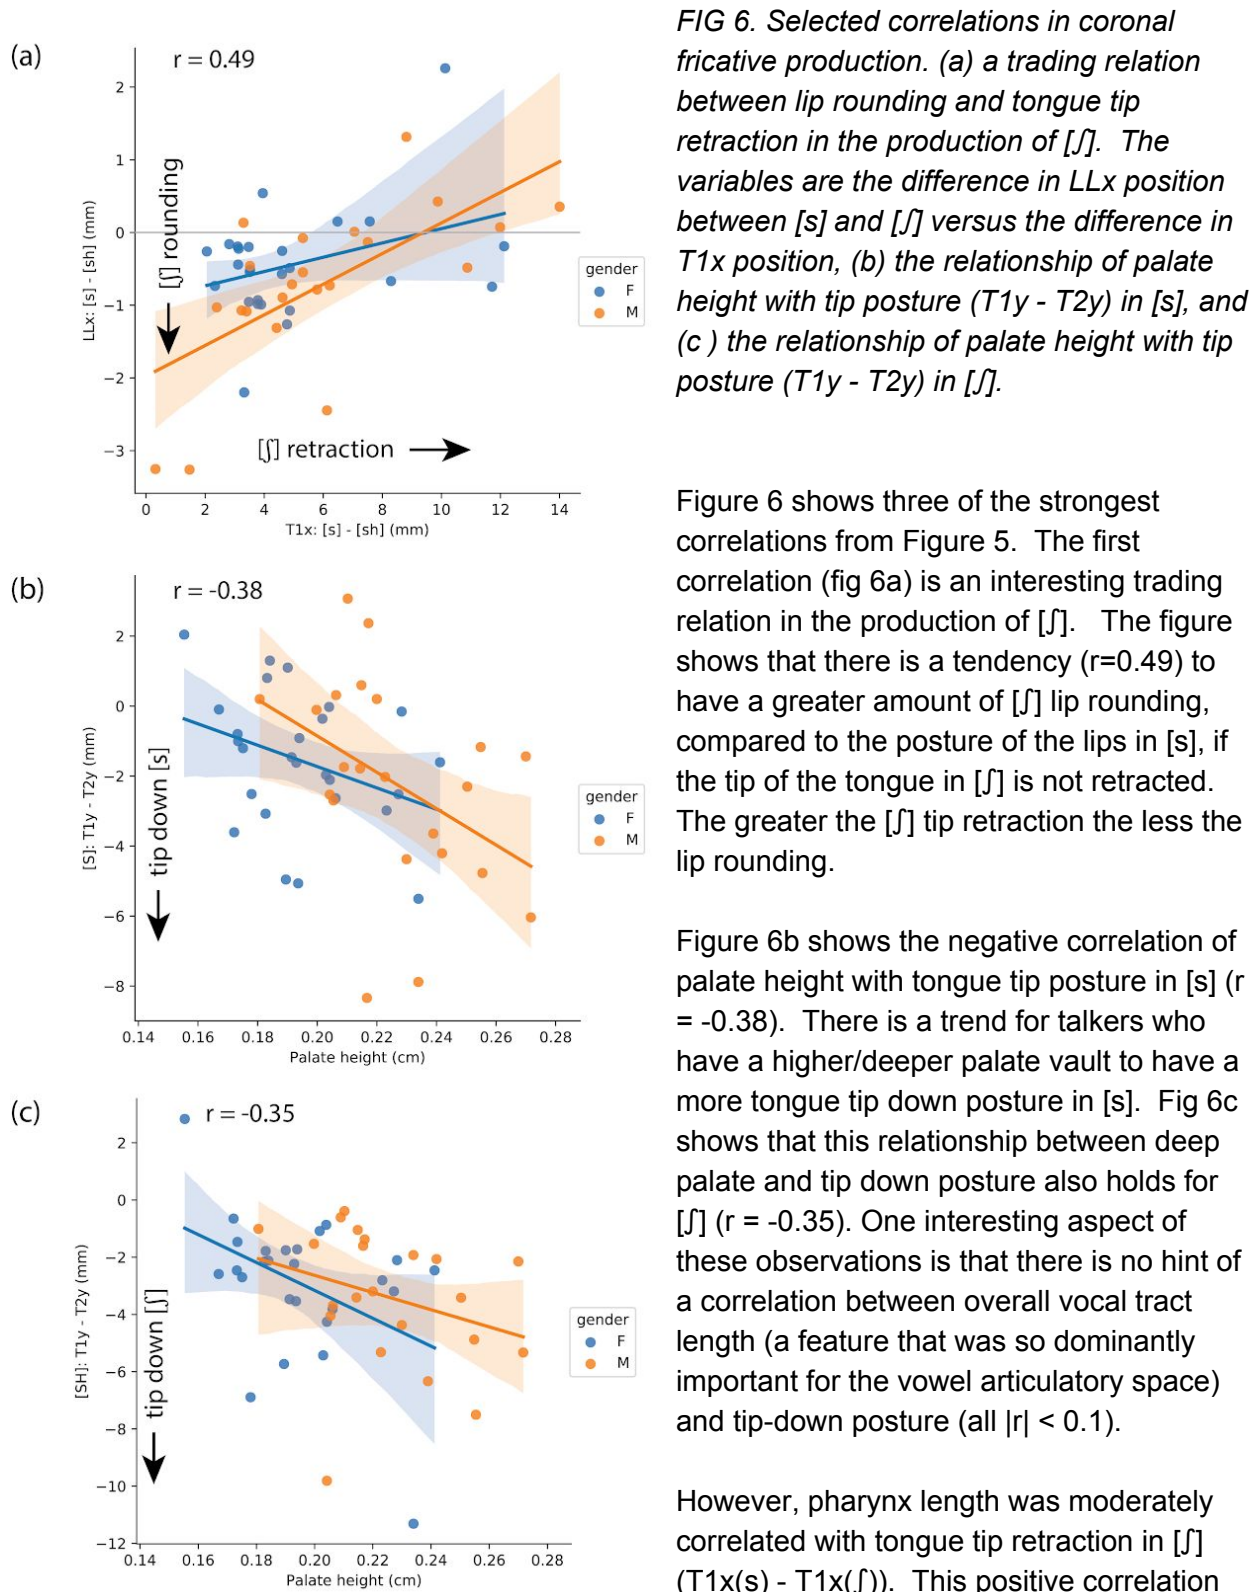 (a)
r = 0.49
2
1
0
−1
−2
−3
LLx: [s] - [sh] (mm)
[ʃ] rounding
[ʃ] retraction
gender
F
M
0 2 4 6 8 10 12 14
T1x: [s] - [sh] (mm)
(b)
r = -0.38
2
0
−2
−4
−6
−8
[S]: T1y - T2y (mm)
tip down [s]
gender
F
M
0.14 0.16 0.18 0.20 0.22 0.24 0.26 0.28
Palate height (cm)
(c)
r = -0.35
2
0
−2
−4
−6
−8
−10
−12
[SH]: T1y - T2y (mm)
tip down [ʃ]
gender
F
M
0.14 0.16 0.18 0.20 0.22 0.24 0.26 0.28
Palate height (cm)
FIG 6. Selected correlations in coronal
fricative production. (a) a trading relation
between lip rounding and tongue tip
retraction in the production of [ʃ]. The
variables are the difference in LLx position
between [s] and [ʃ] versus the difference in
T1x position, (b) the relationship of palate
height with tip posture (T1y - T2y) in [s], and
(c ) the relationship of palate height with tip
posture (T1y - T2y) in [ʃ].
Figure 6 shows three of the strongest
correlations from Figure 5. The first
correlation (fig 6a) is an interesting trading
relation in the production of [ʃ]. The figure
shows that there is a tendency (r=0.49) to
have a greater amount of [ʃ] lip rounding,
compared to the posture of the lips in [s], if
the tip of the tongue in [ʃ] is not retracted.
The greater the [ʃ] tip retraction the less the
lip rounding.
Figure 6b shows the negative correlation of
palate height with tongue tip posture in [s] (r
= -0.38). There is a trend for talkers who
have a higher/deeper palate vault to have a
more tongue tip down posture in [s]. Fig 6c
shows that this relationship between deep
palate and tip down posture also holds for
[ʃ] (r = -0.35). One interesting aspect of
these observations is that there is no hint of
a correlation between overall vocal tract
length (a feature that was so dominantly
important for the vowel articulatory space)
and tip-down posture (all |r| < 0.1).
However, pharynx length was moderately
correlated with tongue tip retraction in [ʃ]
(T1x(s) - T1x(ʃ)). This positive correlation